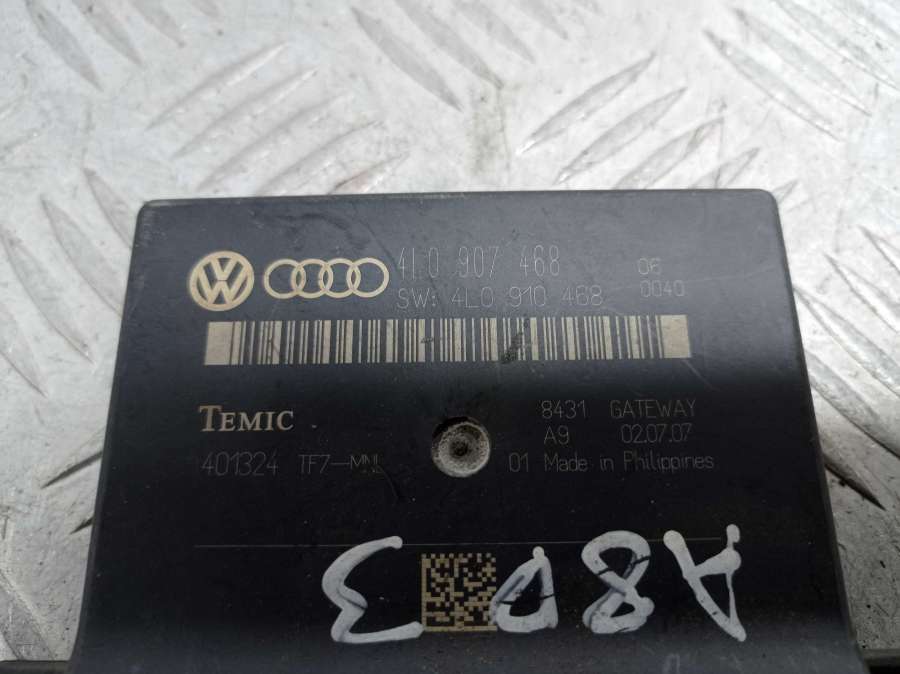 4L0 907 468 06
SW: 4L0 910 468 0040
TEMIC 8431 GATEWAY
A9 02.07.07
401324 TF7-MNL 01 Made in Philippines
A8D3